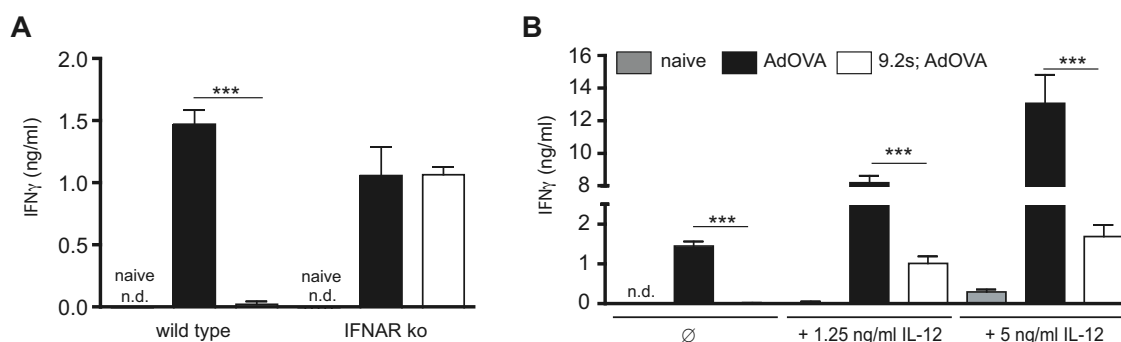 A
IFNγ (ng/ml)
2.0
1.5
1.0
0.5
0.0
***
naive
n.d.
naive
n.d.
wild type
IFNAR ko
B
naive
AdOVA
9.2s; AdOVA
IFNγ (ng/ml)
16
14
12
10
8
2
1
0
n.d.
***
***
***
∅
+ 1.25 ng/ml IL-12
+ 5 ng/ml IL-12